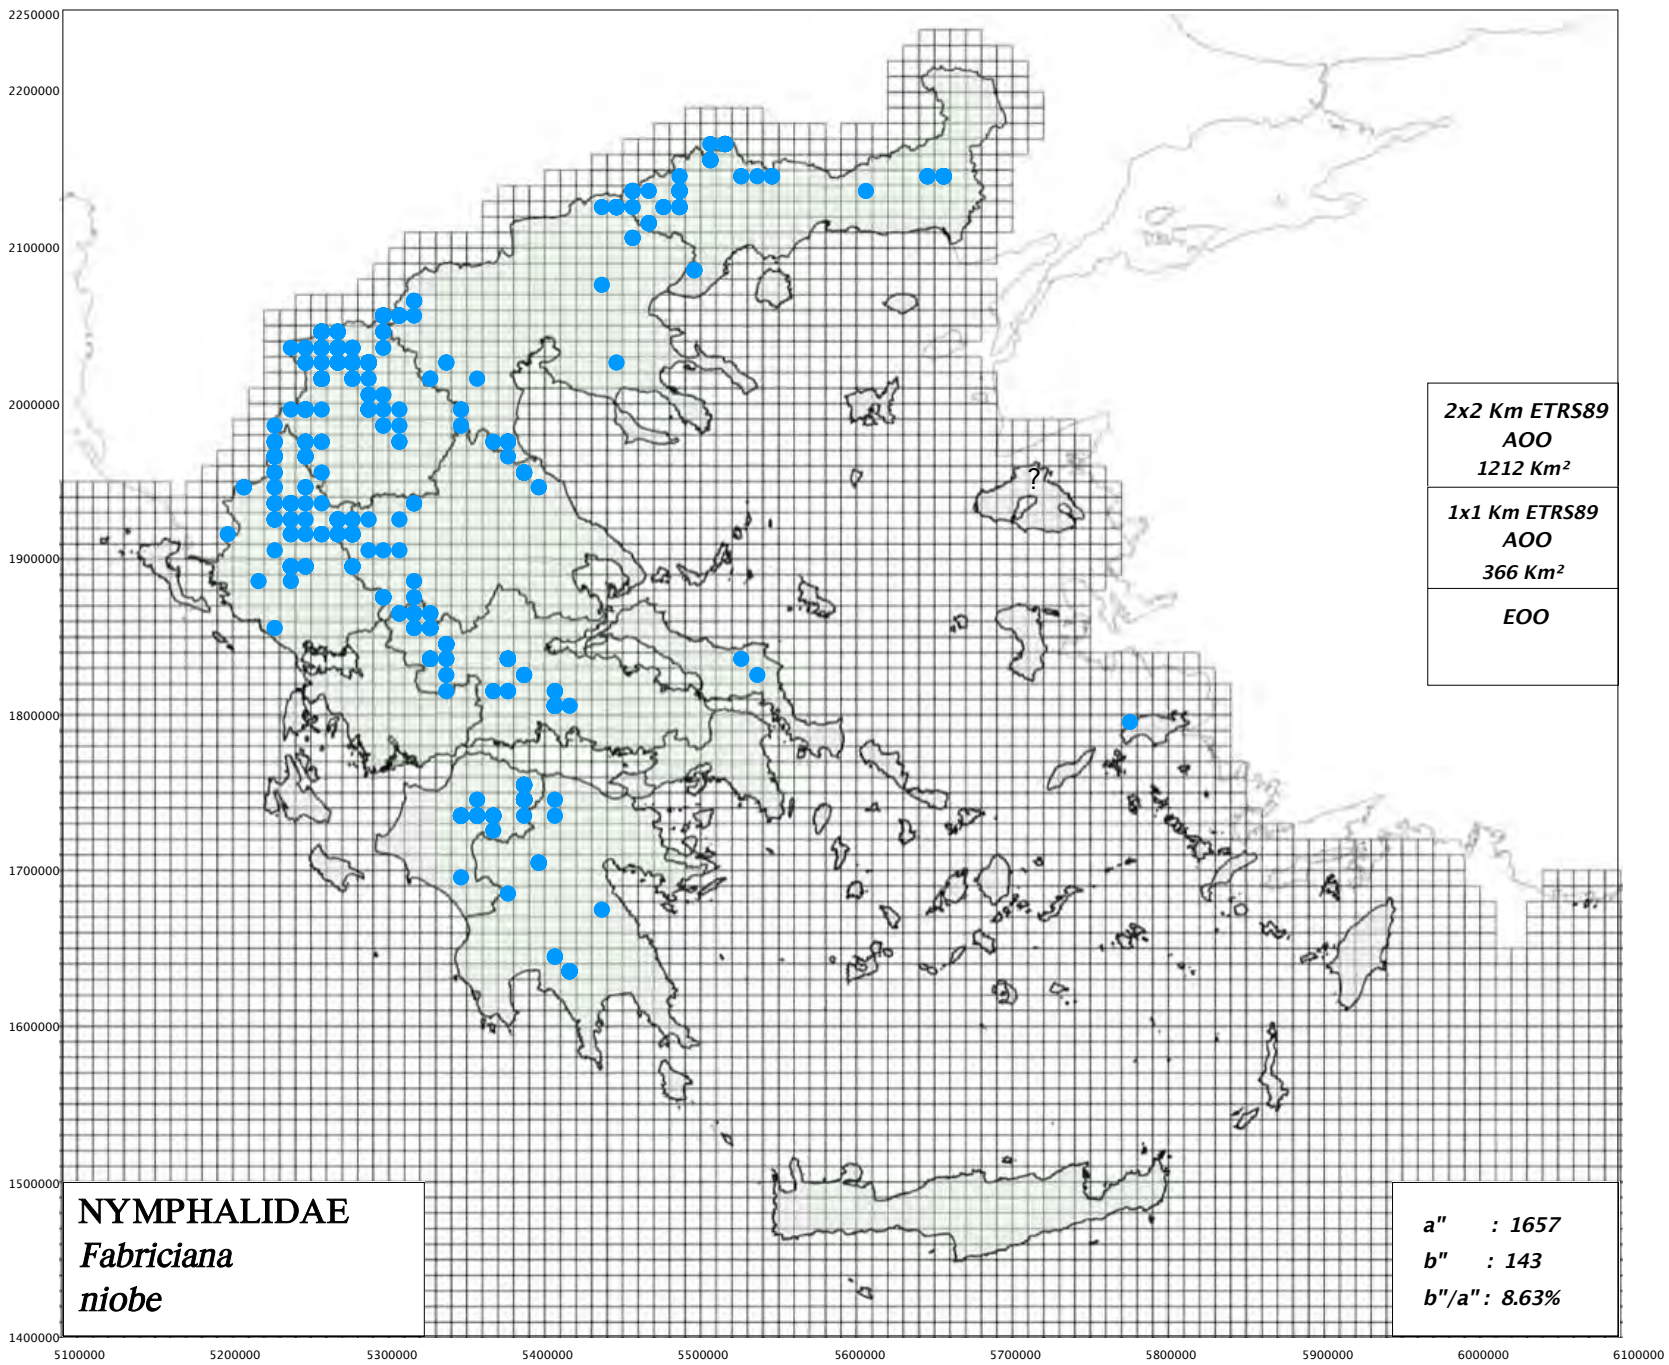 2250000
2200000
2100000
2000000
1900000
1800000
1700000
1600000
1500000
1400000
?
2x2 Km ETRS89
AOO
1212 Km²
1x1 Km ETRS89
AOO
366 Km²
EOO
NYMPHALIDAE
Fabriciana
niobe
a" : 1657
b" : 143
b"/a" : 8.63%
5100000 5200000 5300000 5400000 5500000 5600000 5700000 5800000 5900000 6000000 6100000